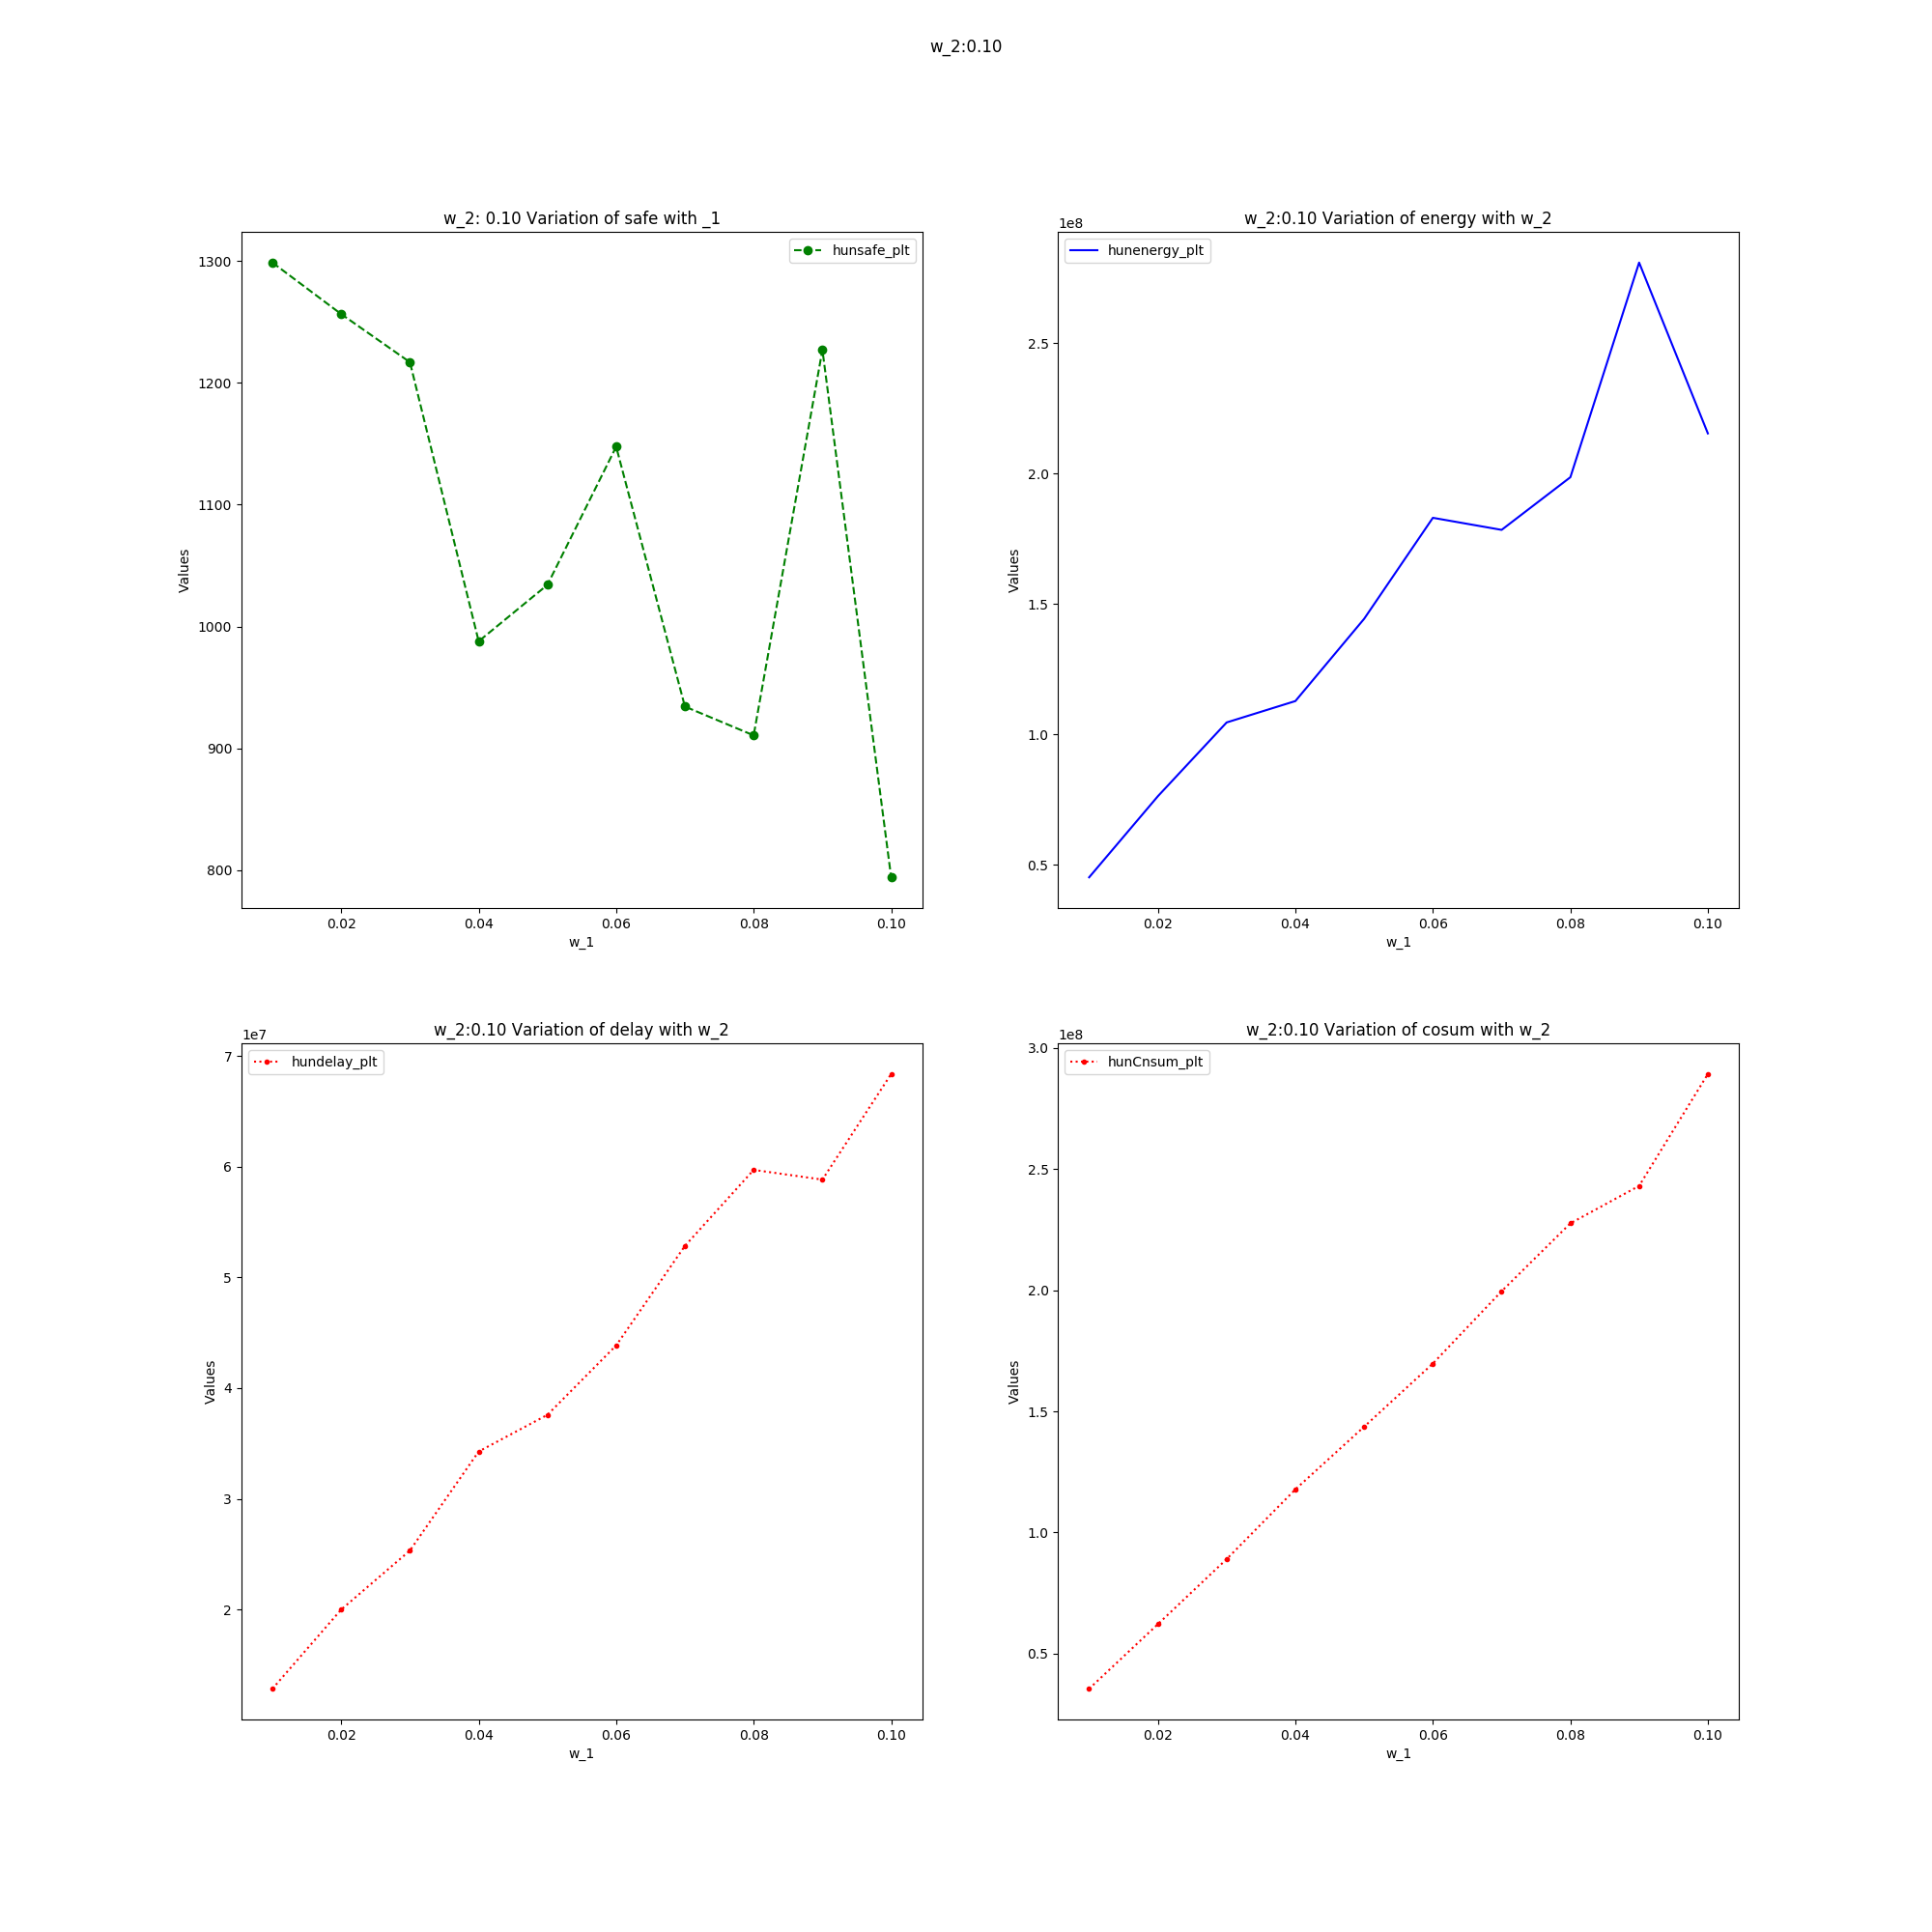 w_2:0.10
w_2: 0.10 Variation of safe with _1
hunsafe_plt
1300
1200
1100
1000
900
800
Values
0.02 0.04 0.06 0.08 0.10
w_1
w_2:0.10 Variation of energy with w_2
1e8
hunenergy_plt
2.5
2.0
1.5
1.0
0.5
Values
0.02 0.04 0.06 0.08 0.10
w_1
w_2:0.10 Variation of delay with w_2
1e7
hundelay_plt
7
6
5
4
3
2
Values
0.02 0.04 0.06 0.08 0.10
w_1
w_2:0.10 Variation of cosum with w_2
1e8
hunCnsum_plt
3.0
2.5
2.0
1.5
1.0
0.5
Values
0.02 0.04 0.06 0.08 0.10
w_1